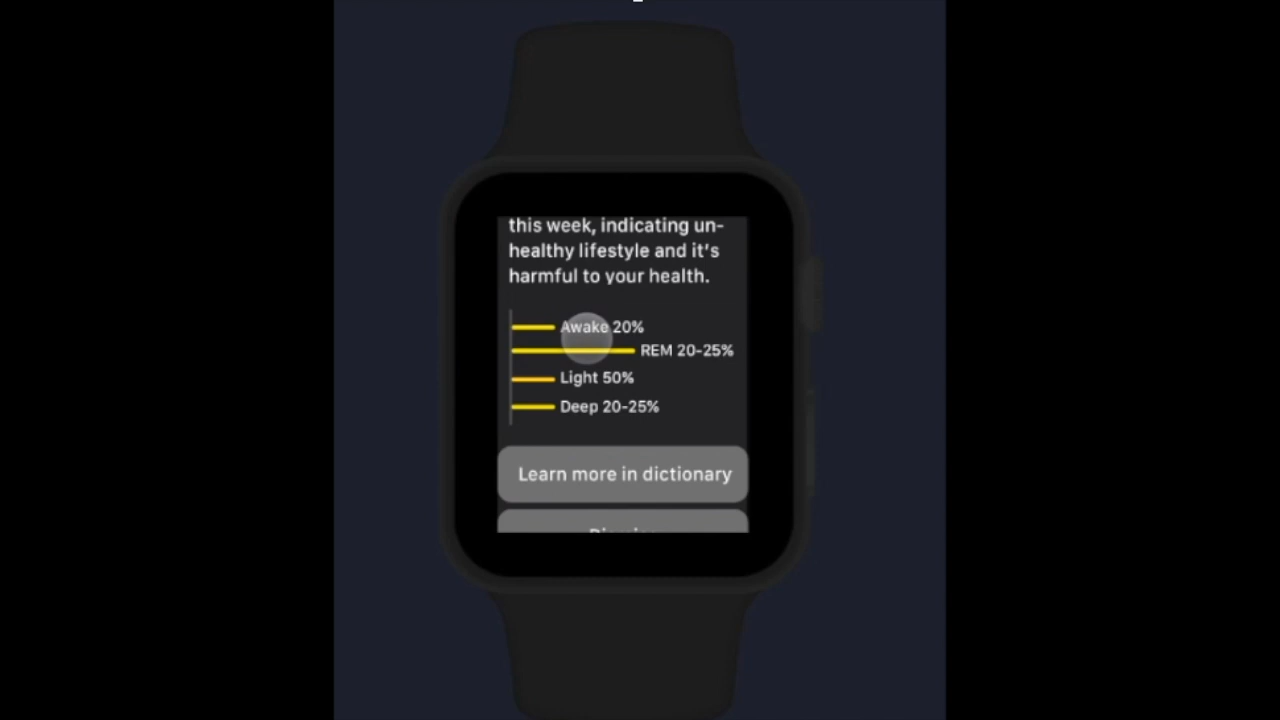 this week, indicating un-
healthy lifestyle and it's
harmful to your health.
Awake 20%
REM 20-25%
Light 50%
Deep 20-25%
Learn more in dictionary